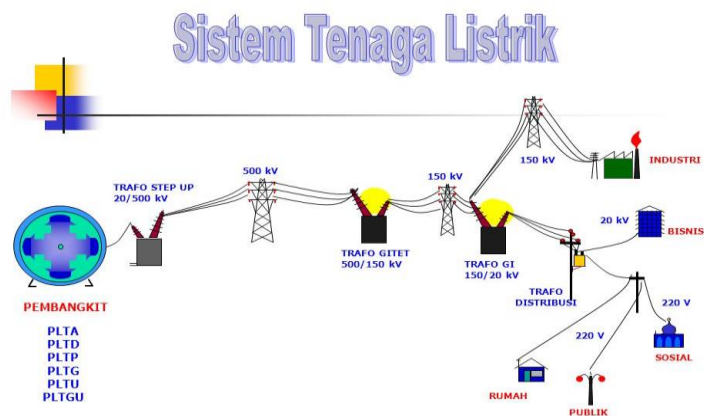 Sistem Tenaga Listrik
150 kV
INDUSTRI
500 kV
150 kV
TRAFO STEP UP
20/500 kV
20 kV
BISNIS
TRAFO GITET
500/150 kV
TRAFO GI
150/20 kV
TRAFO
DISTRIBUSI
PEMBANGKIT
PLTA
PLTD
PLTP
PLTG
PLTU
PLTGU
220 V
220 V
SOSIAL
RUMAH
PUBLIK